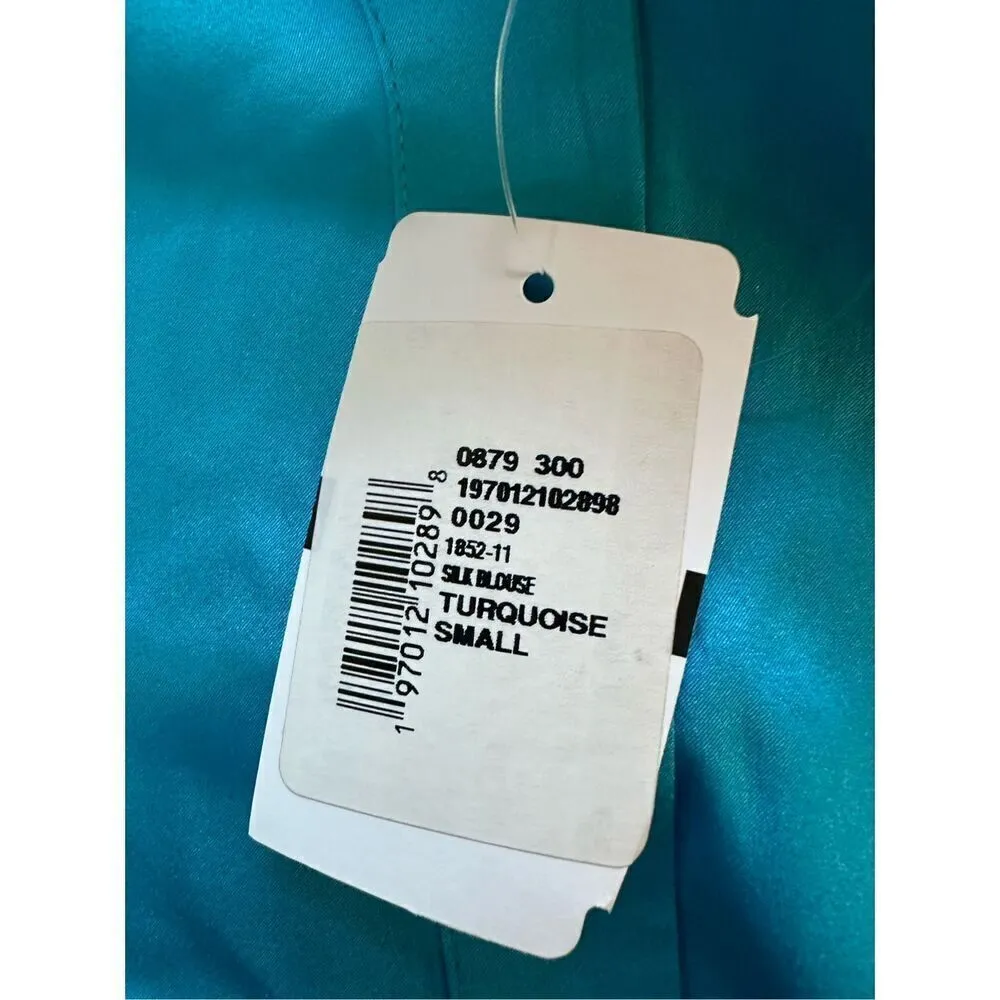 0879 300
197012102898
0029
1852-11
SILK BLOUSE
TURQUOISE
SMALL
1 97012 10289 8